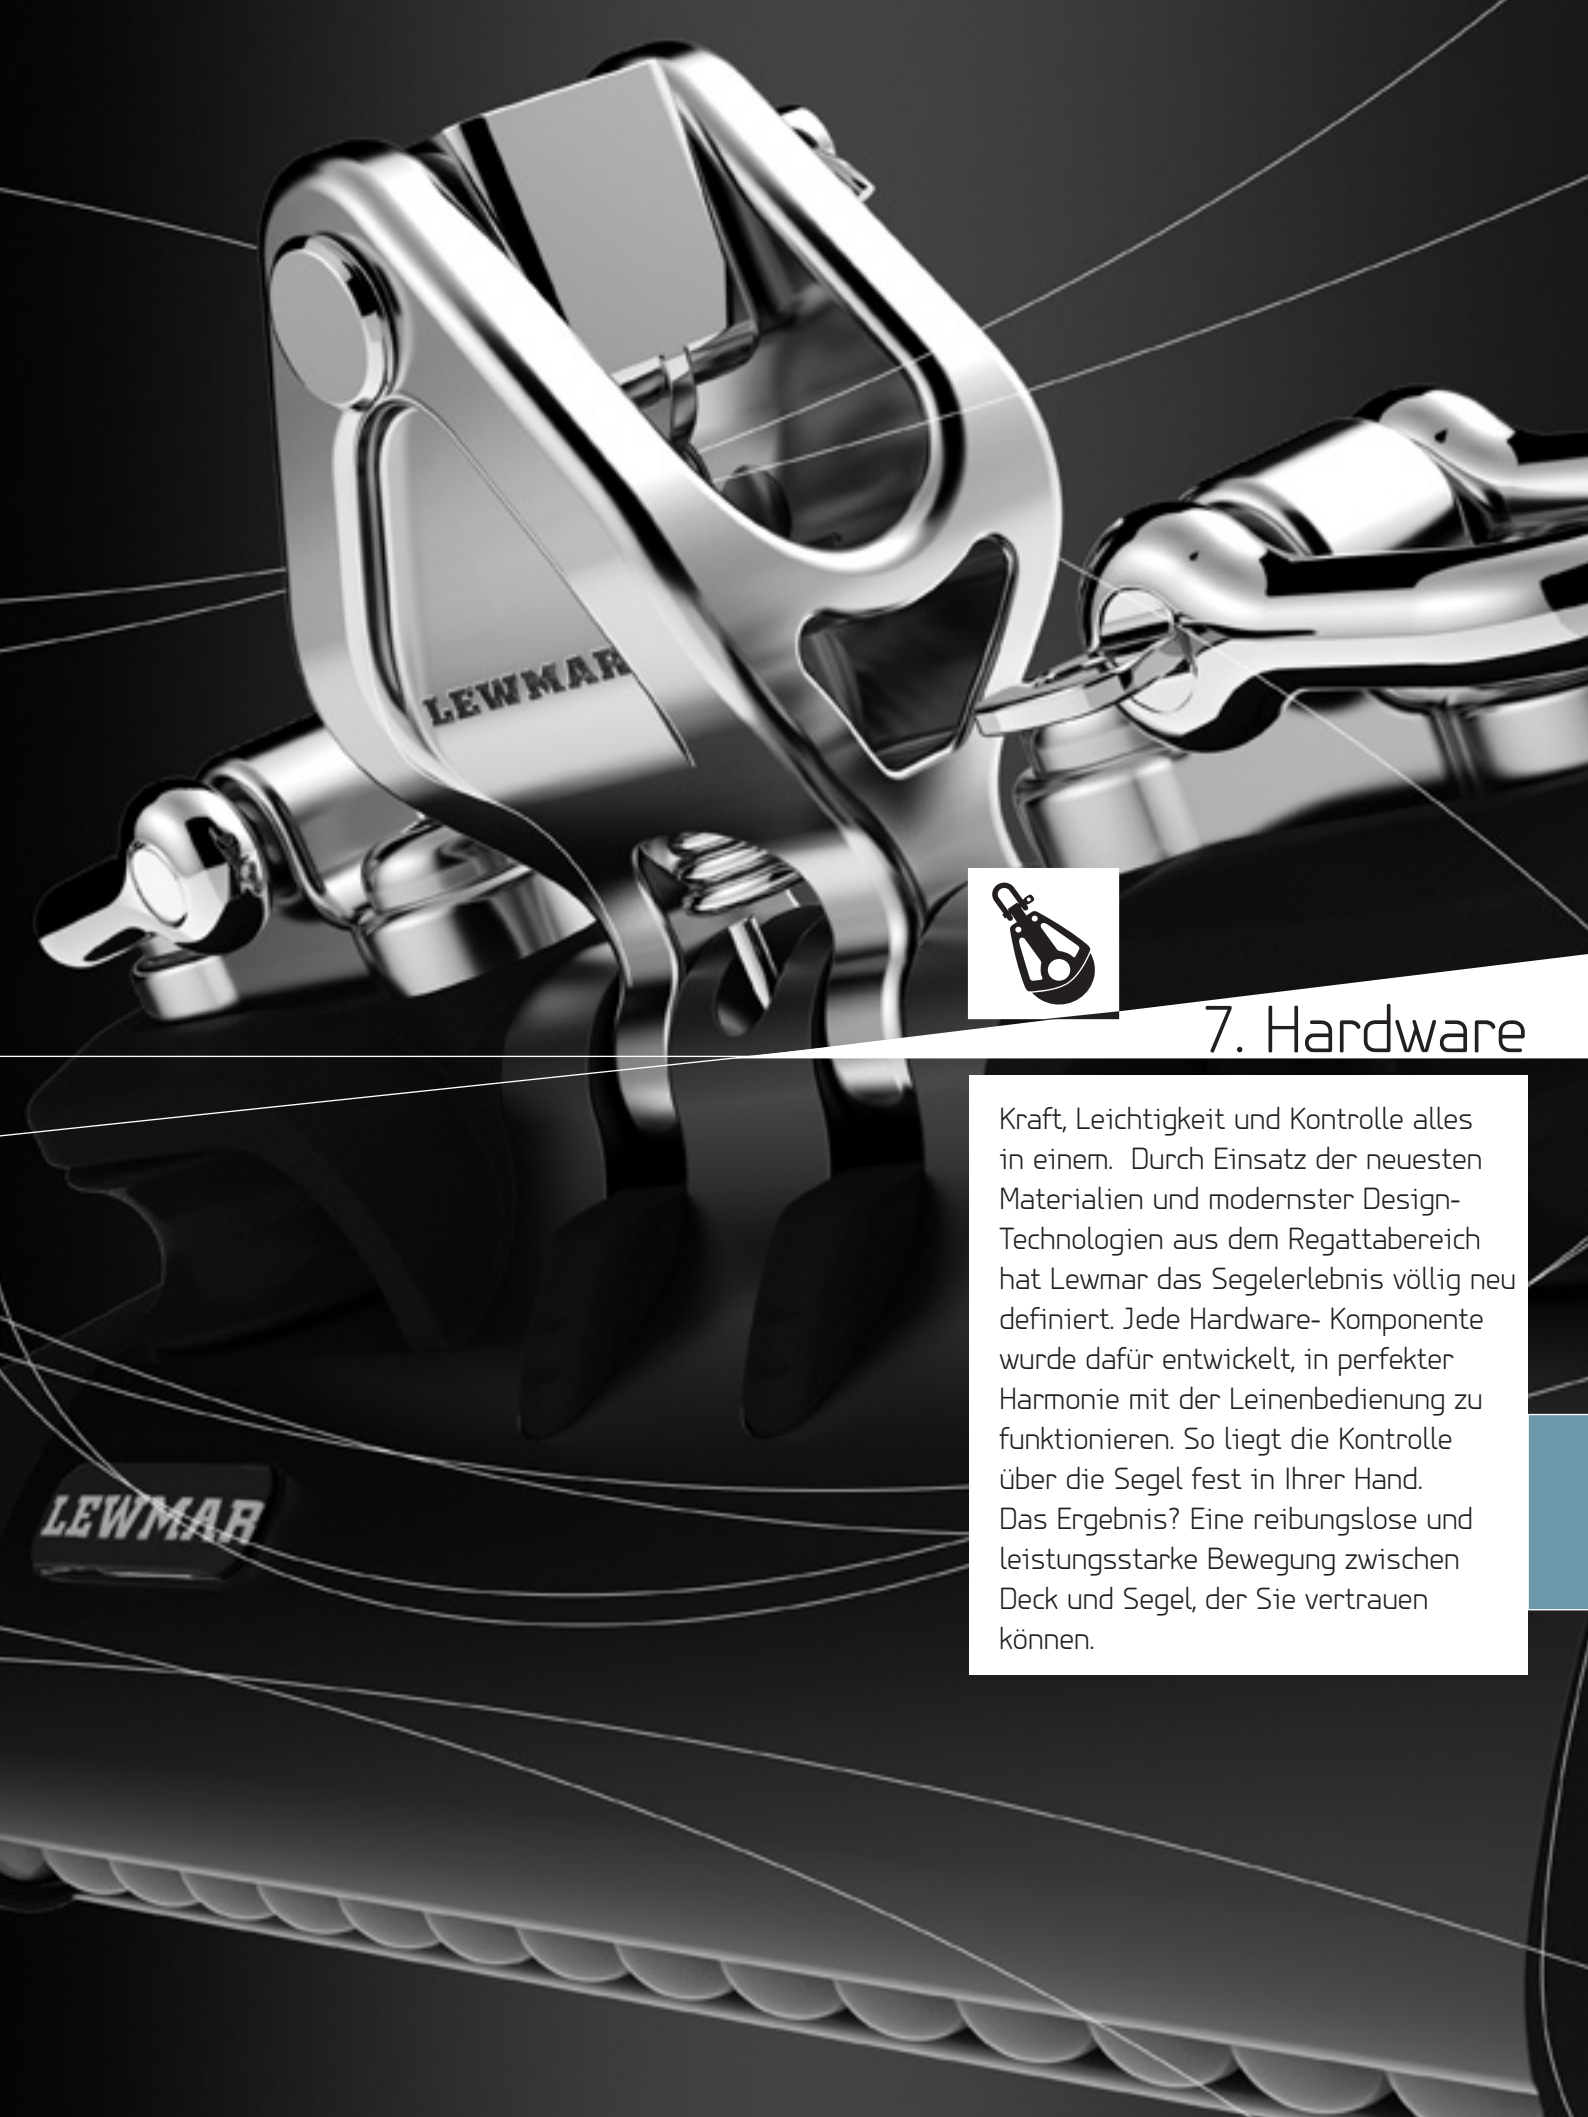 LEWMAR
7. Hardware
Kraft, Leichtigkeit und Kontrolle alles
in einem.  Durch Einsatz der neuesten
Materialien und modernster Design-
Technologien aus dem Regattabereich
hat Lewmar das Segelerlebnis völlig neu
definiert. Jede Hardware- Komponente
wurde dafür entwickelt, in perfekter
Harmonie mit der Leinenbedienung zu
funktionieren. So liegt die Kontrolle
über die Segel fest in Ihrer Hand.
Das Ergebnis? Eine reibungslose und
leistungsstarke Bewegung zwischen
Deck und Segel, der Sie vertrauen
können.
LEWMAR